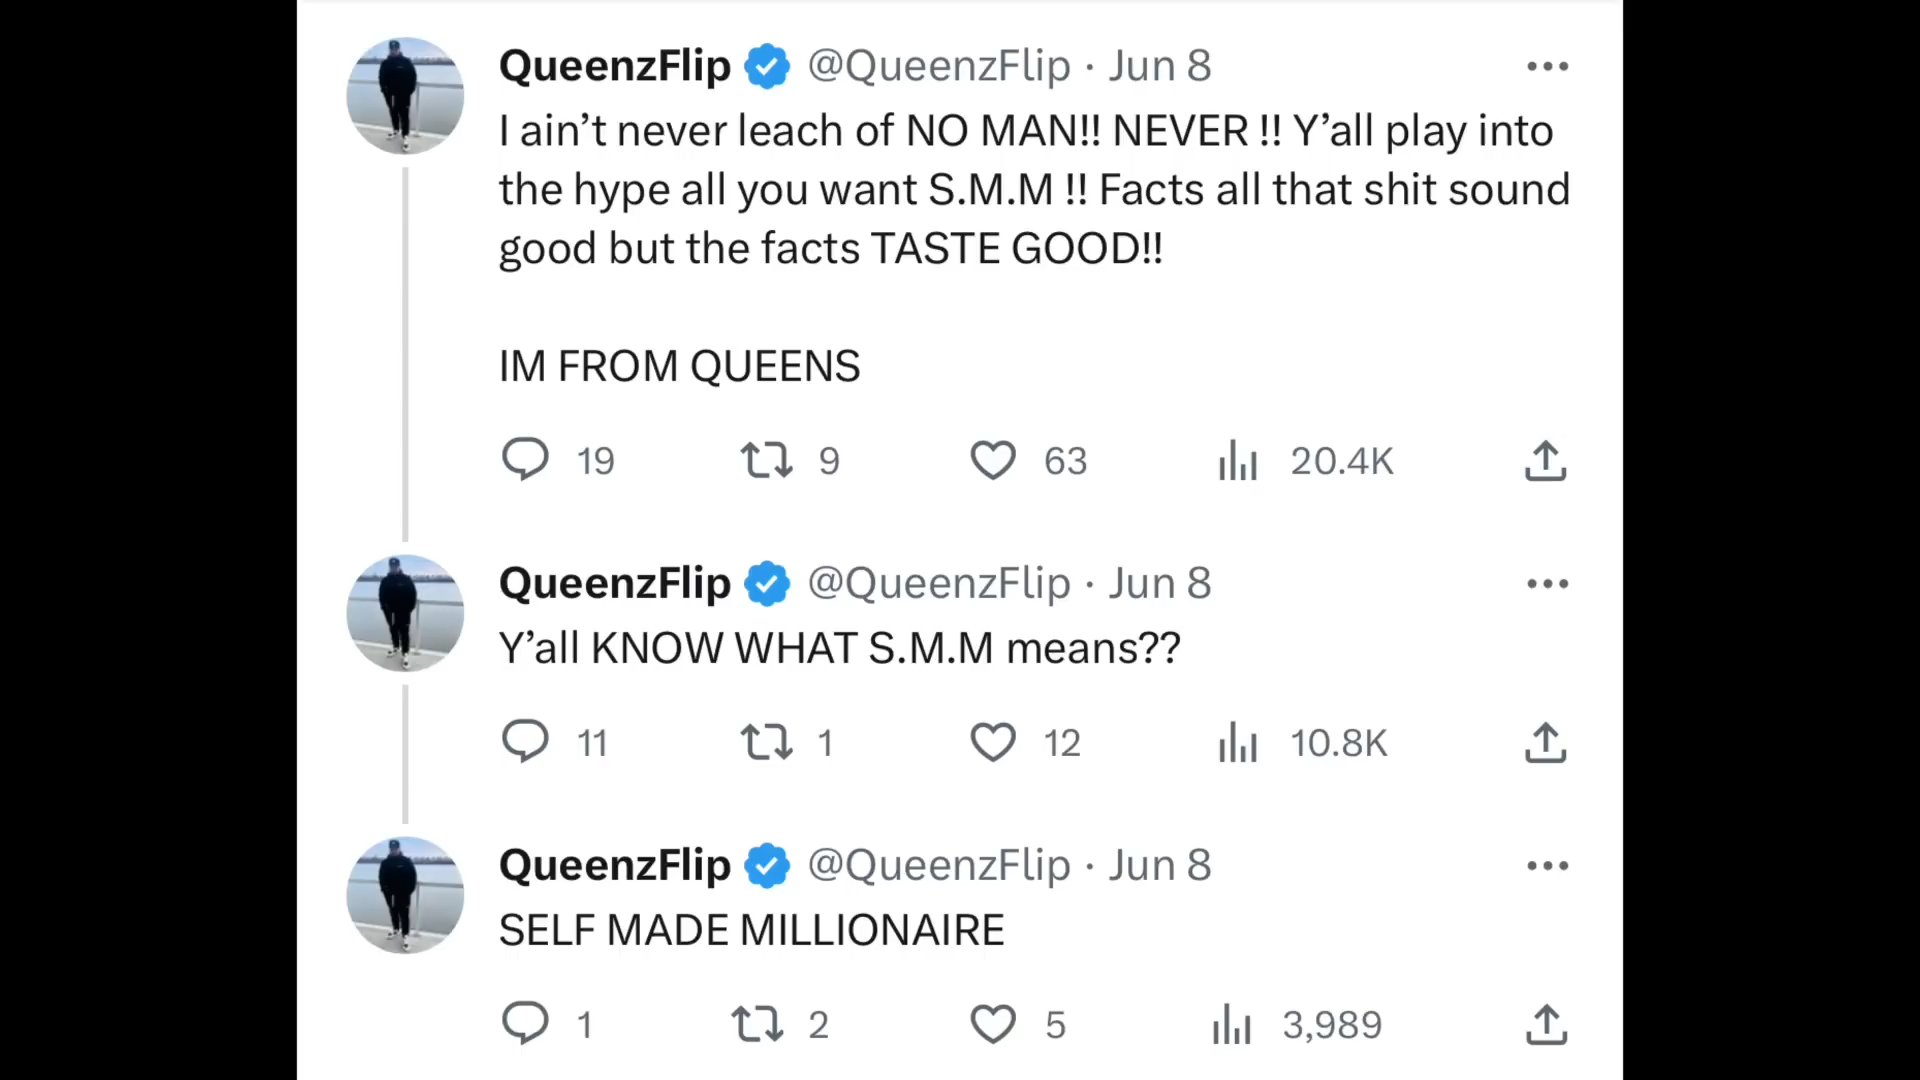 QueenzFlip @QueenzFlip · Jun 8
I ain’t never leach of NO MAN!! NEVER !! Y’all play into
the hype all you want S.M.M !! Facts all that shit sound
good but the facts TASTE GOOD!!
IM FROM QUEENS
19 9 63 20.4K
QueenzFlip @QueenzFlip · Jun 8
Y’all KNOW WHAT S.M.M means??
11 1 12 10.8K
QueenzFlip @QueenzFlip · Jun 8
SELF MADE MILLIONAIRE
1 2 5 3,989